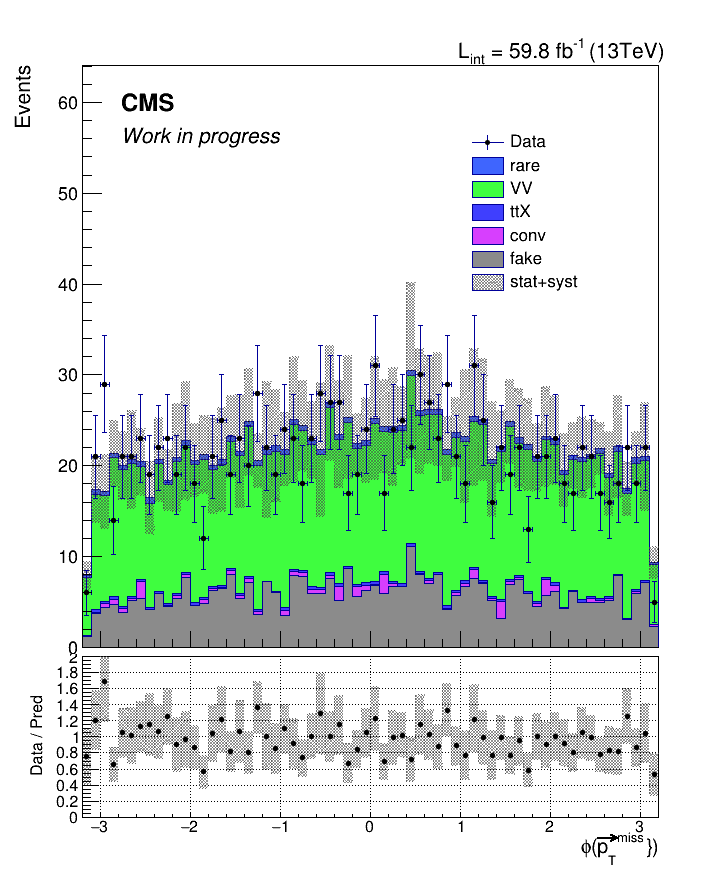 L_int = 59.8 fb^-1 (13TeV)
Events
CMS
Work in progress
Data
rare
VV
ttX
conv
fake
stat+syst
60
50
40
30
20
10
0
Data / Pred
2
1.8
1.6
1.4
1.2
1
0.8
0.6
0.4
0.2
0
−3 −2 −1 0 1 2 3
ϕ(p_T^miss })